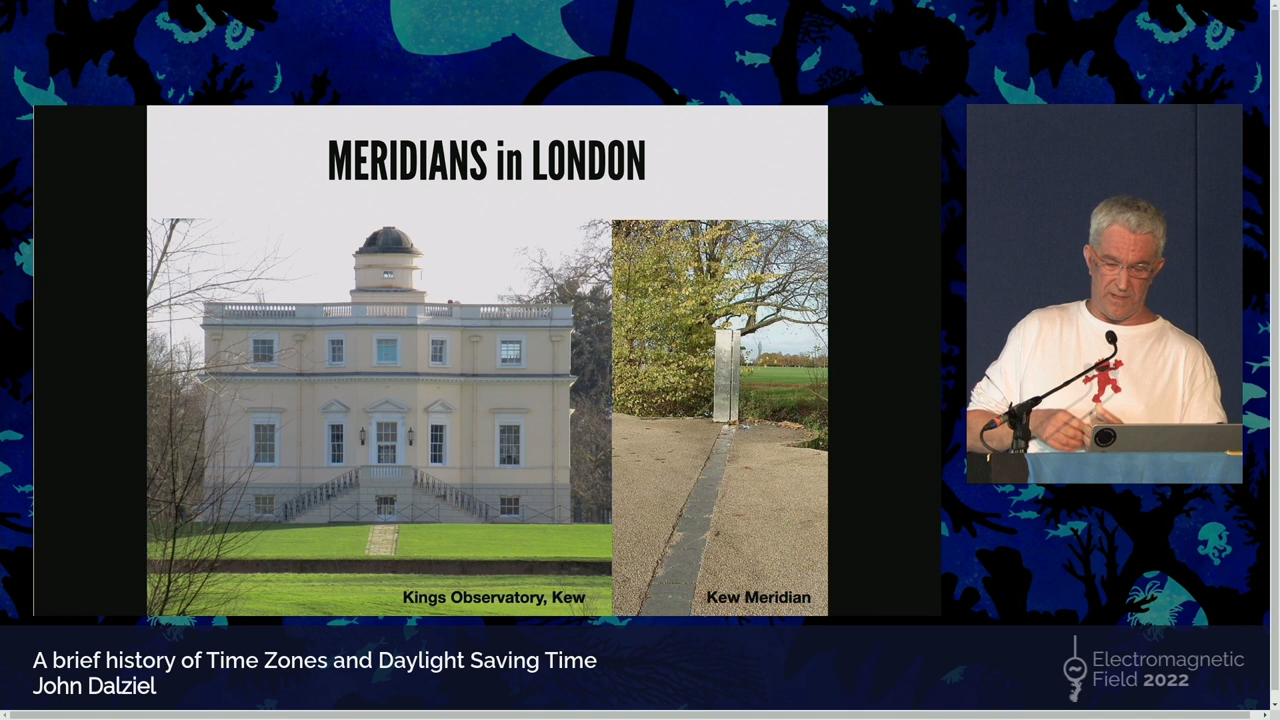 MERIDIANS in LONDON
Kings Observatory, Kew
Kew Meridian
A brief history of Time Zones and Daylight Saving Time
John Dalziel
Electromagnetic
Field 2022